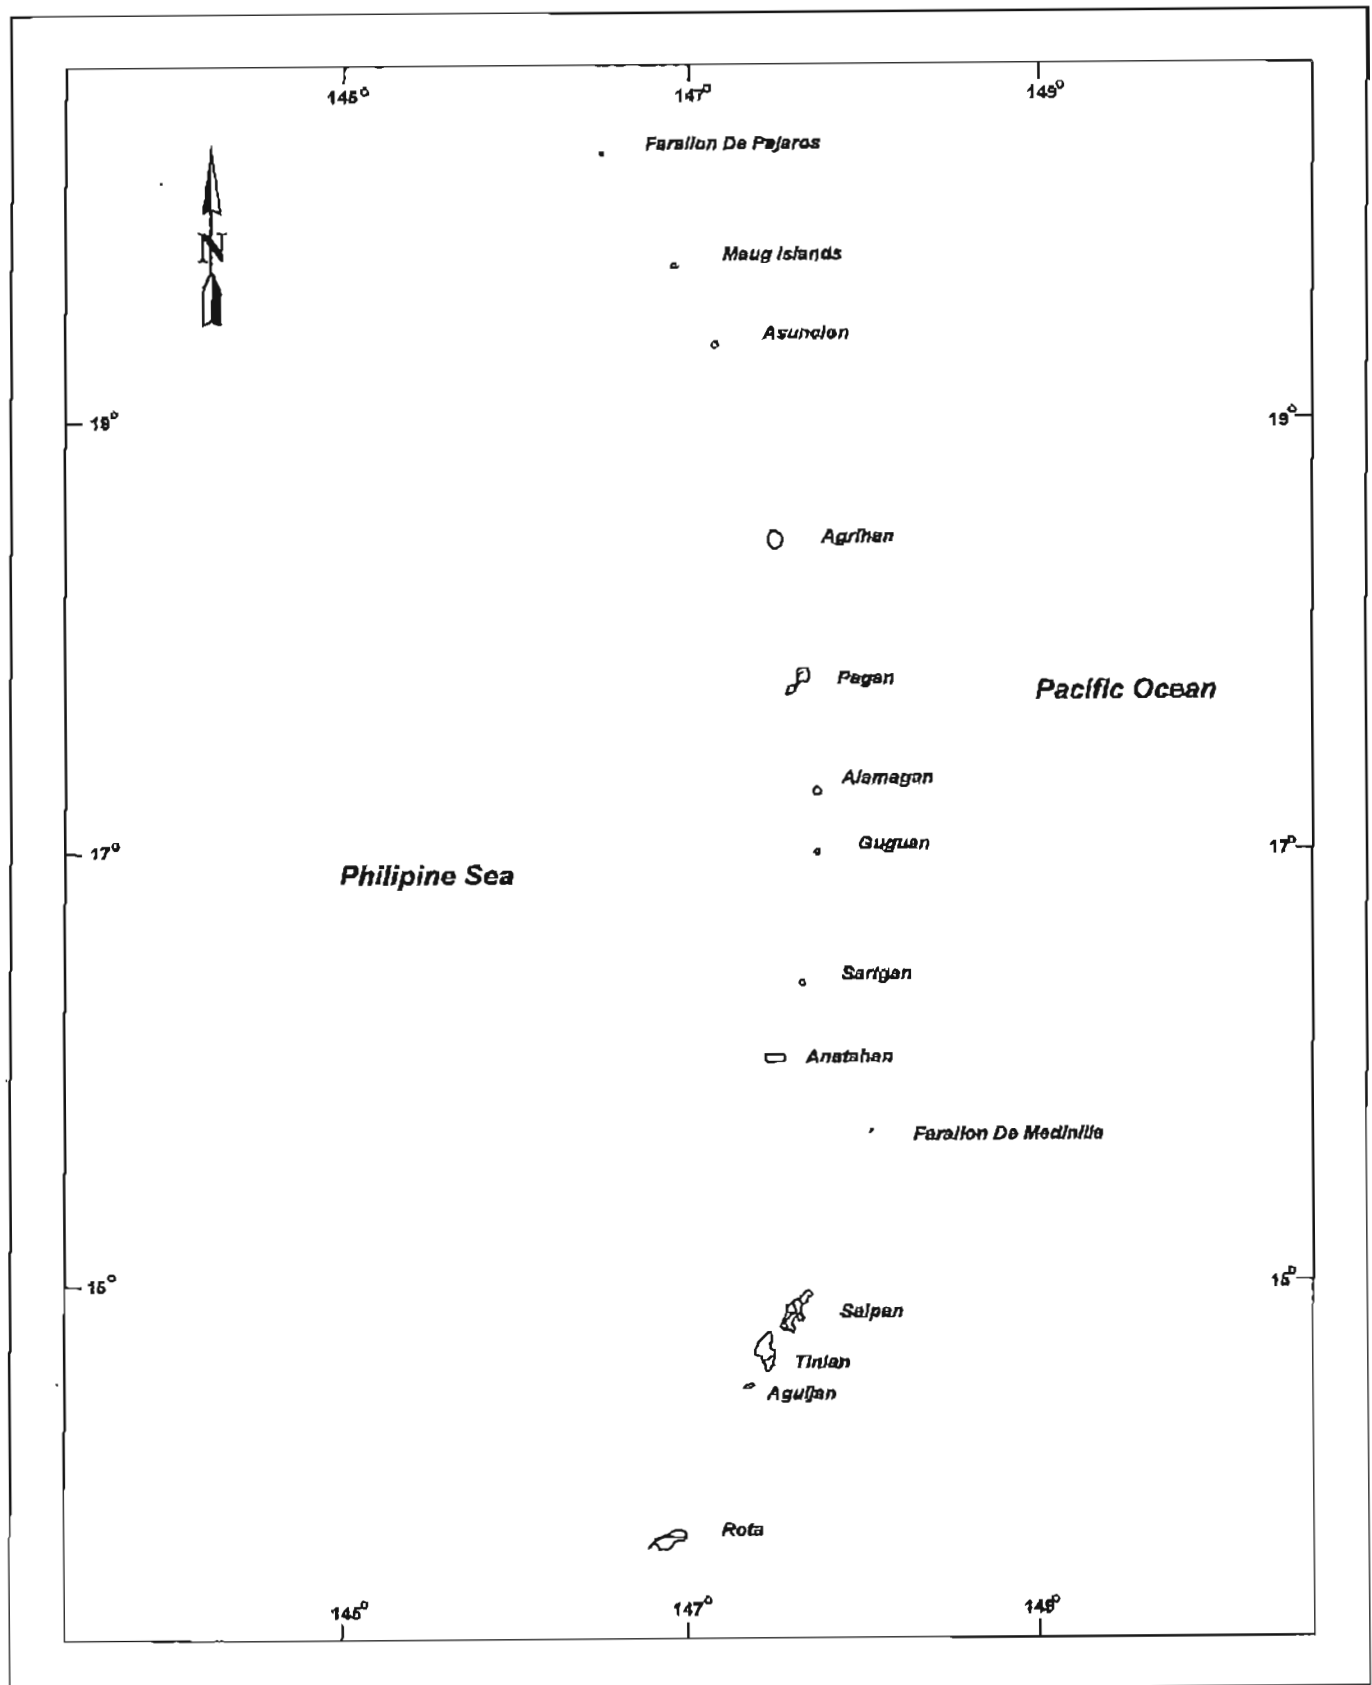 145° 147° 149°
Farallon De Pajaros
N
Maug Islands
Asuncion
19° 19°
Agrihan
Pagan
Pacific Ocean
Alamagan
Guguan
17° 17°
Philipine Sea
Sarigan
Anatahan
Farallon De Medinilla
15° 15°
Saipan
Tinian
Aguijan
Rota
145° 147° 149°